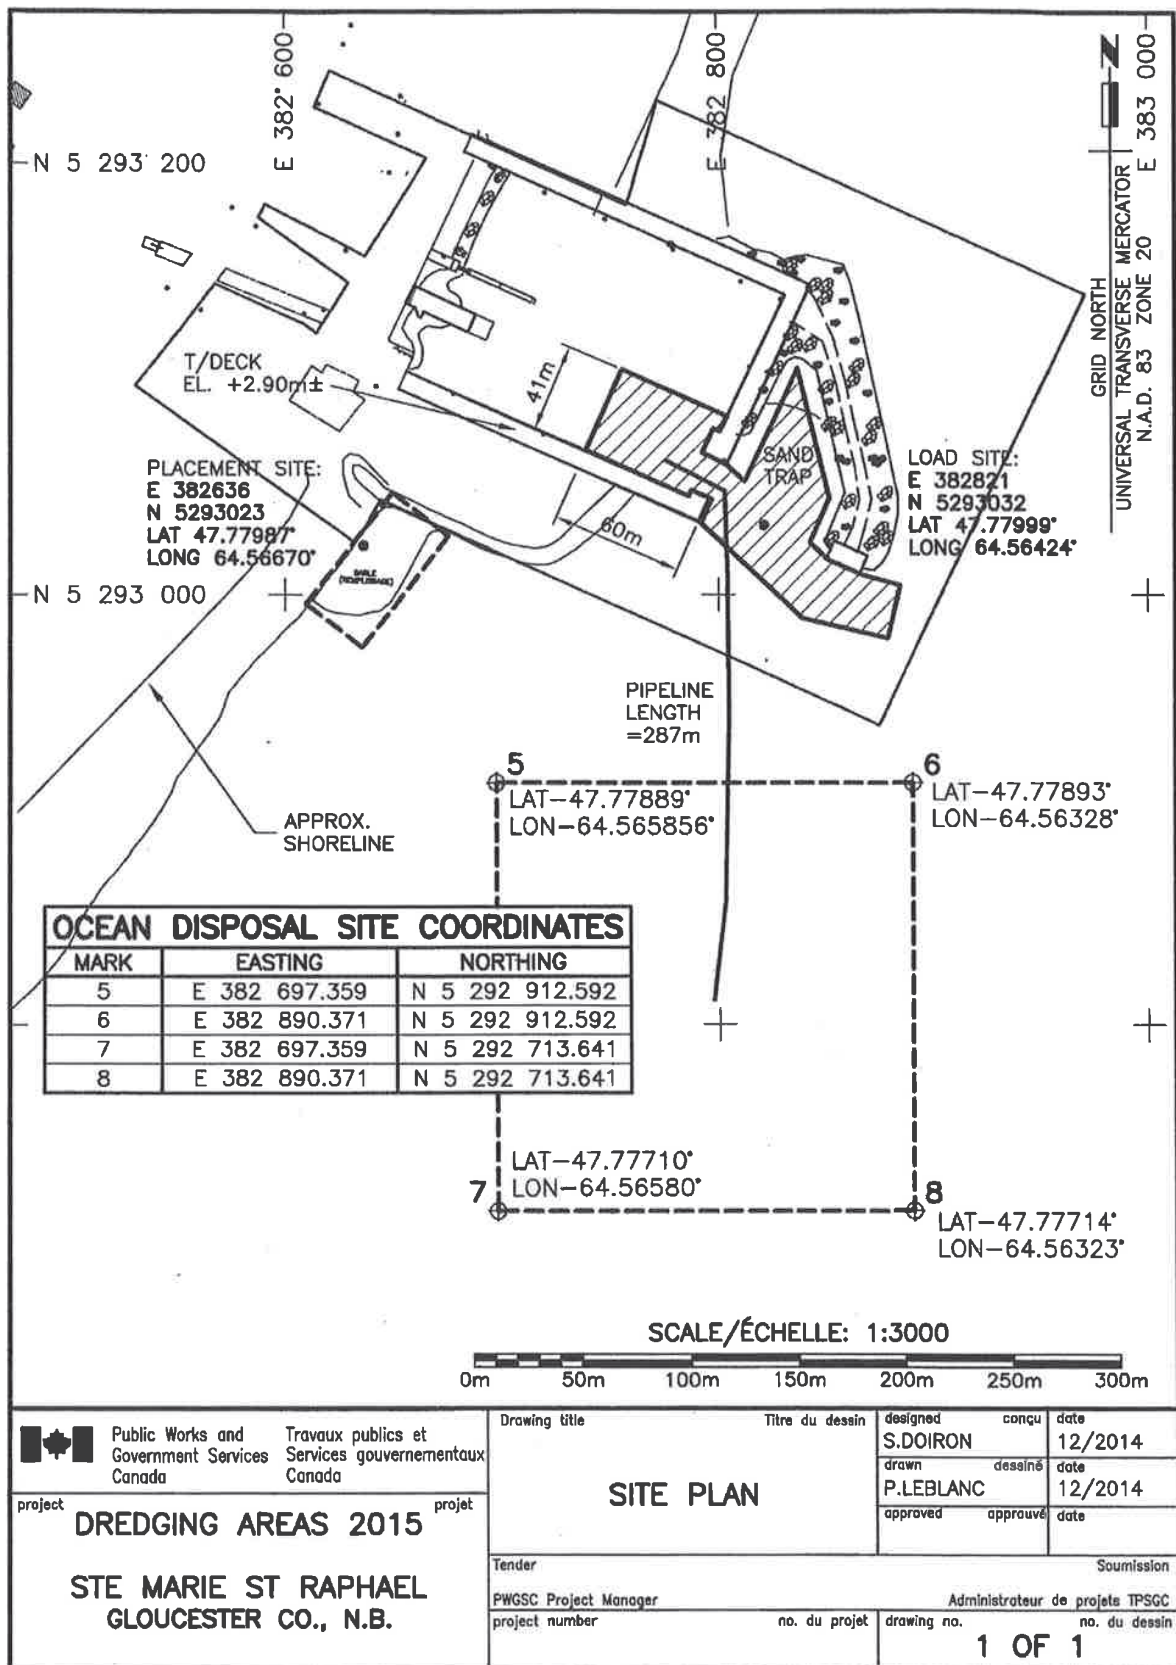 E 382 600
E 382 800
E 383 000
N
N 5 293 200
GRID NORTH
UNIVERSAL TRANSVERSE MERCATOR
N.A.D. 83 ZONE 20
T/DECK
EL. +2.90m±
41m
PLACEMENT SITE:
E 382636
N 5293023
LAT 47.77987°
LONG 64.56670°
SAND
TRAP
LOAD SITE:
E 382821
N 5293032
LAT 47.77999°
LONG 64.56424°
60m
SABLE
N 5 293 000
PIPELINE
LENGTH
=287m
5
LAT-47.77889°
LON-64.565856°
6
LAT-47.77893°
LON-64.56328°
APPROX.
SHORELINE
OCEAN DISPOSAL SITE COORDINATES
MARK EASTING NORTHING
5 E 382 697.359 N 5 292 912.592
6 E 382 890.371 N 5 292 912.592
7 E 382 697.359 N 5 292 713.641
8 E 382 890.371 N 5 292 713.641
LAT-47.77710°
LON-64.56580°
7
8
LAT-47.77714°
LON-64.56323°
SCALE/ÉCHELLE: 1:3000
0m 50m 100m 150m 200m 250m 300m
Public Works and
Government Services
Canada
Travaux publics et
Services gouvernementaux
Canada
project projet
DREDGING AREAS 2015
STE MARIE ST RAPHAEL
GLOUCESTER CO., N.B.
Drawing title Titre du dessin
SITE PLAN
designed conçu date
S.DOIRON 12/2014
drawn dessiné date
P.LEBLANC 12/2014
approved approuvé date
Tender Soumission
PWGSC Project Manager Administrateur de projets TPSGC
project number no. du projet
drawing no. no. du dessin
1 OF 1